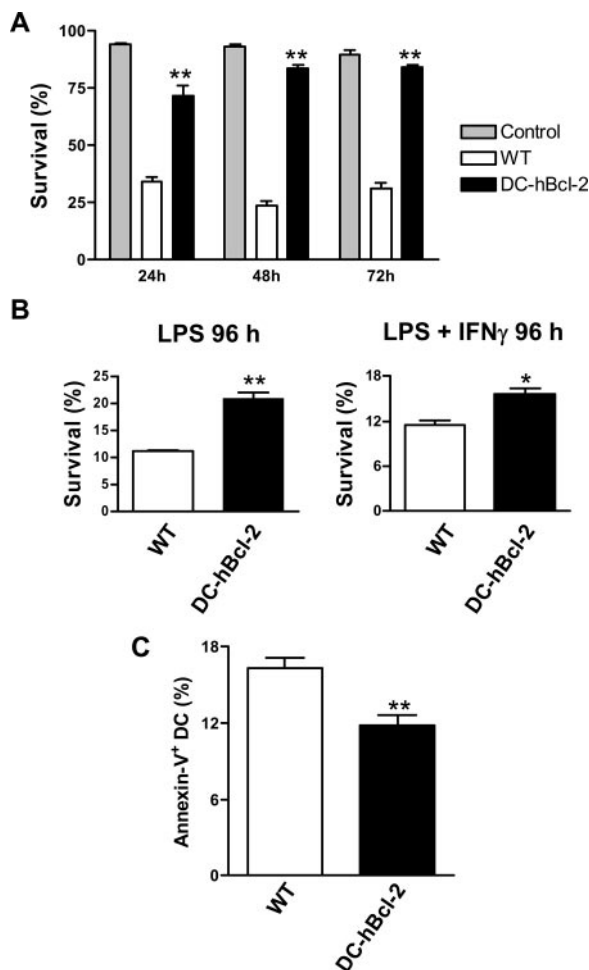 A
Survival (%)
100
75
50
25
0
**
**
**
24h
48h
72h
Control
WT
DC-hBcl-2
B
LPS 96 h
Survival (%)
25
20
15
10
5
0
**
WT
DC-hBcl-2
LPS + IFNγ 96 h
Survival (%)
18
12
6
0
*
WT
DC-hBcl-2
C
Annexin-V+ DC (%)
18
12
6
0
**
WT
DC-hBcl-2